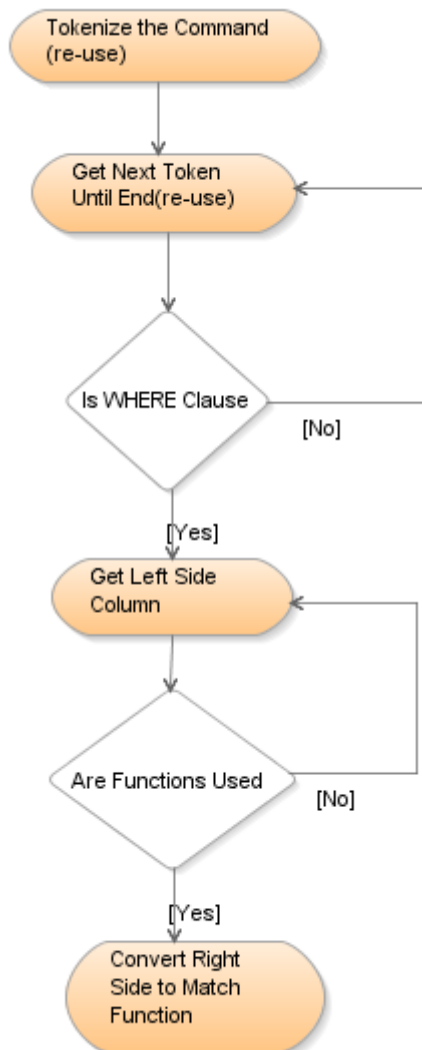 Tokenize the Command
(re-use)
Get Next Token
Until End(re-use)
Is WHERE Clause
[No]
[Yes]
Get Left Side
Column
Are Functions Used
[No]
[Yes]
Convert Right
Side to Match
Function